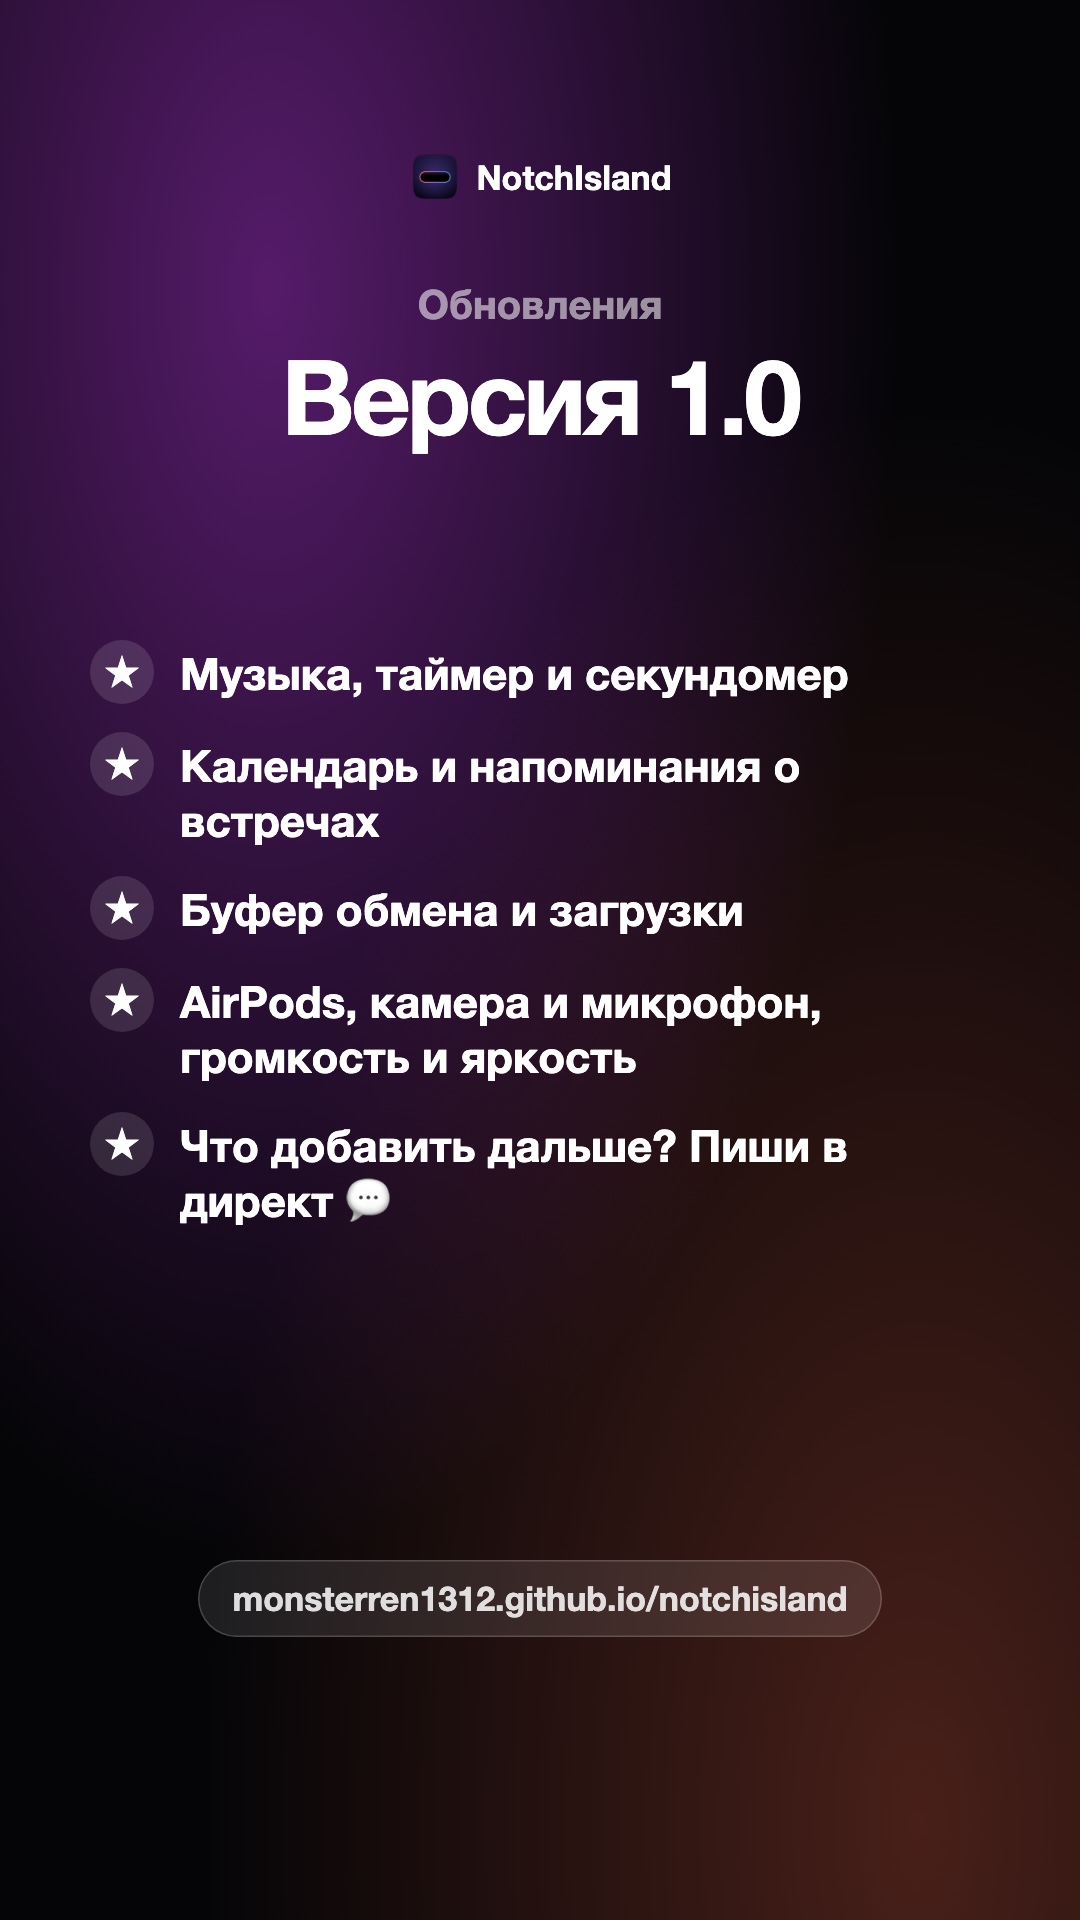 NotchIsland
Обновления
Версия 1.0
★ Музыка, таймер и секундомер
★ Календарь и напоминания о
встречах
★ Буфер обмена и загрузки
★ AirPods, камера и микрофон,
громкость и яркость
★ Что добавить дальше? Пиши в
директ 💬
monsterren1312.github.io/notchisland